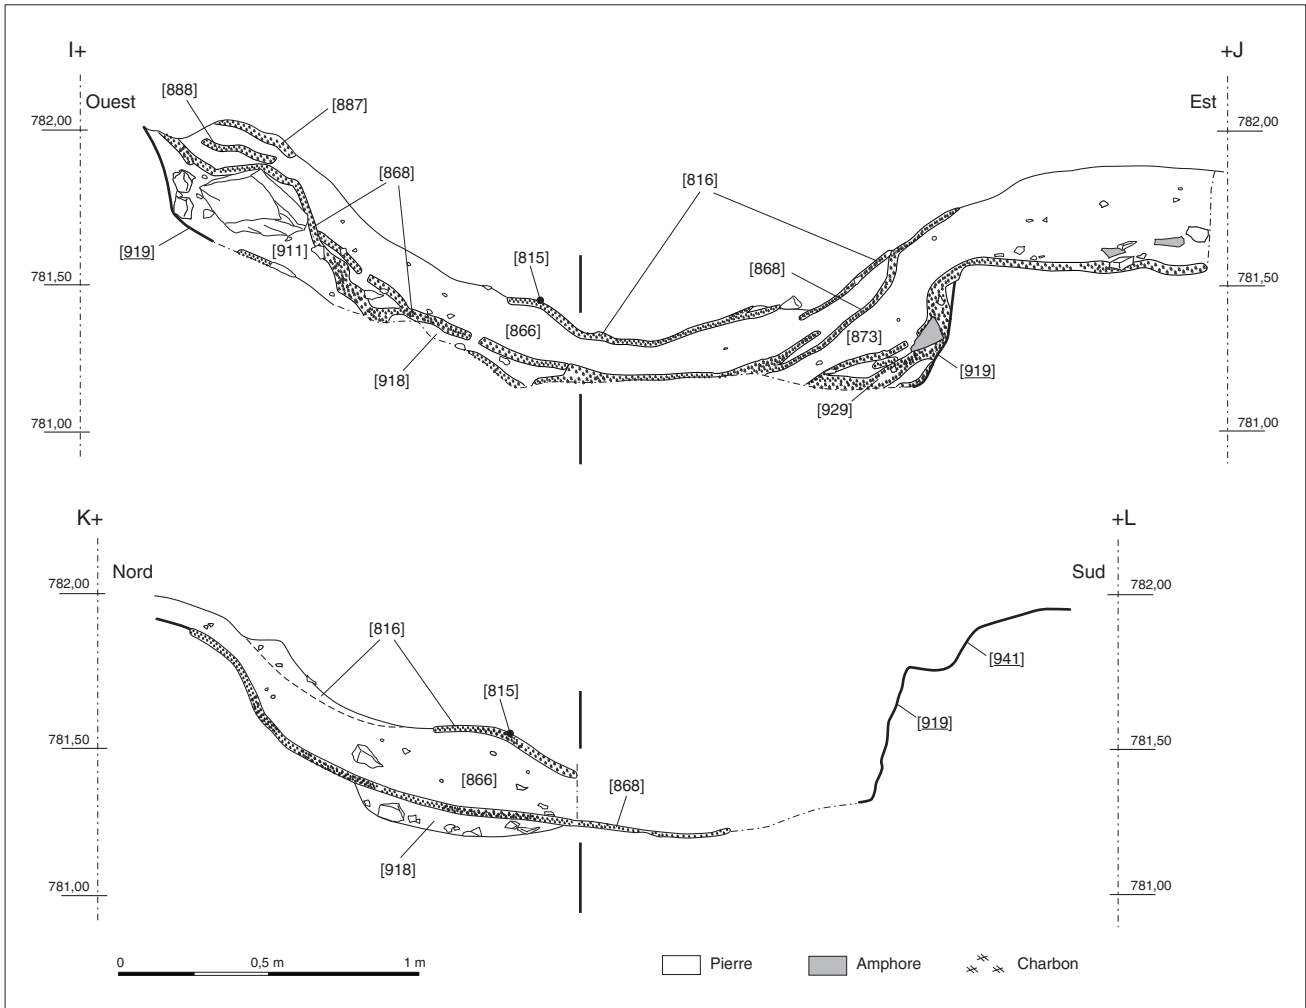 I+ +J
Ouest Est
[888]
[887]
782,00 782,00
[868] [816]
[919] [911] [815] [868]
781,50 781,50
[866] [873]
[918] [919]
[929]
781,00 781,00
K+ +L
Nord Sud
782,00 782,00
[816]
[941]
[815]
[919]
781,50 781,50
[866] [868]
[918]
781,00 781,00
0 0,5 m 1 m
Pierre Amphore Charbon